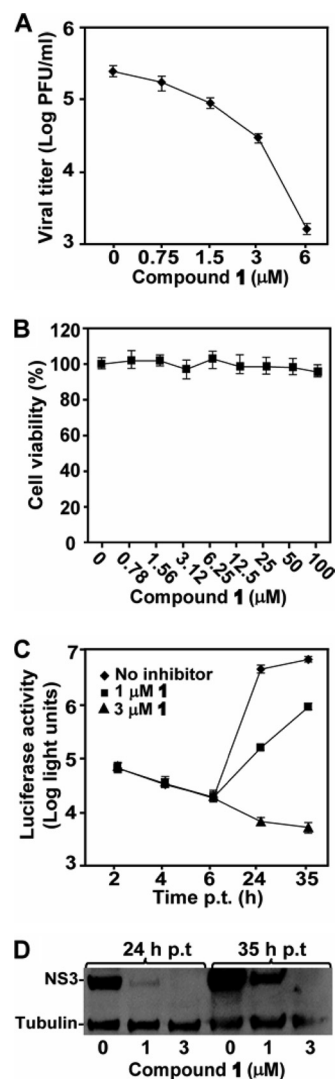 A
Viral titer (Log PFU/ml)
6
5
4
3
0 0.75 1.5 3 6
Compound 1 (μM)
B
Cell viability (%)
120
100
80
60
40
20
0
0 0.78 1.56 3.12 6.25 12.5 25 50 100
Compound 1 (μM)
C
Luciferase activity
(Log light units)
7
6
5
4
3
No inhibitor
1 μM 1
3 μM 1
2 4 6 24 35
Time p.t. (h)
D
24 h p.t 35 h p.t
NS3
Tubulin
0 1 3 0 1 3
Compound 1 (μM)